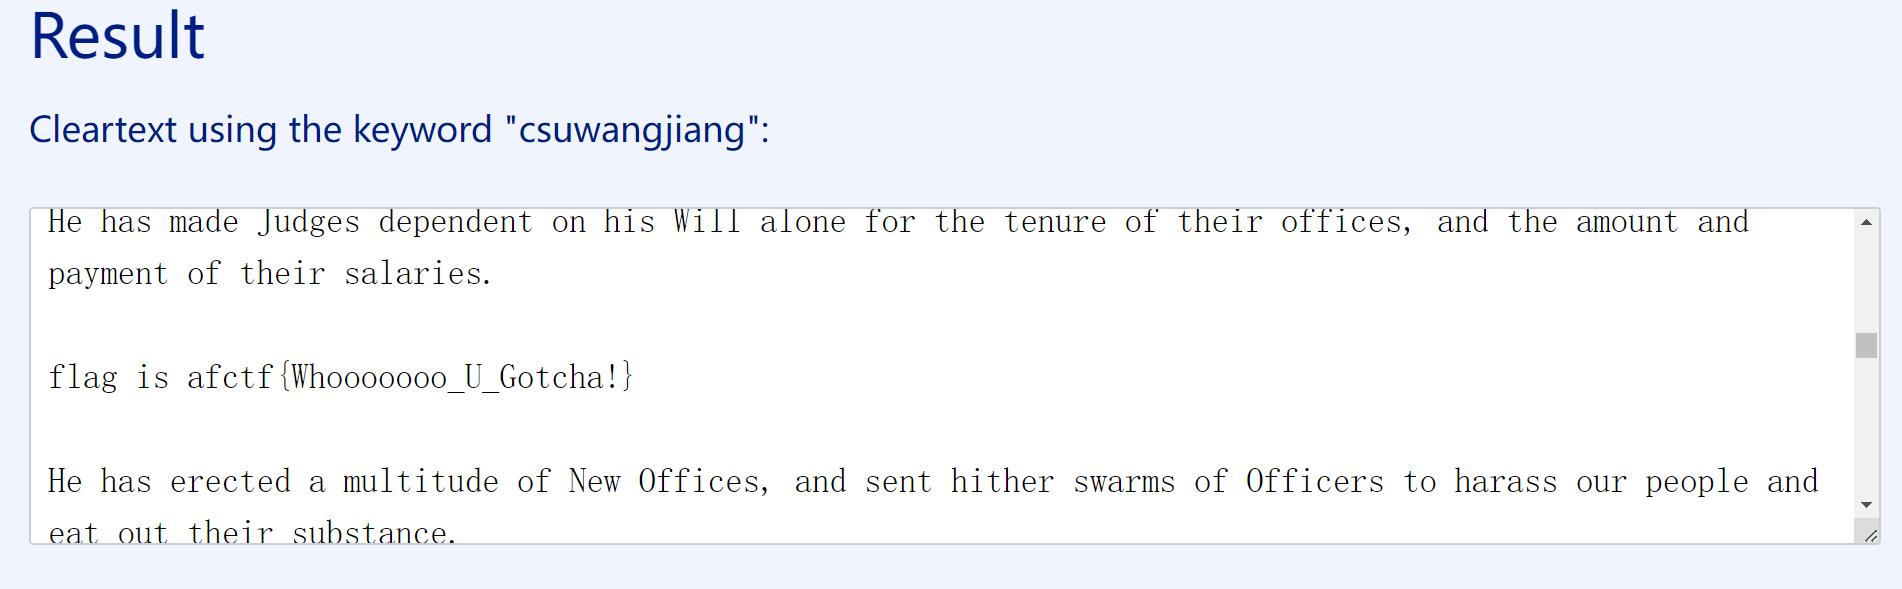 Result
Cleartext using the keyword "csuwangjiang":
He has made Judges dependent on his Will alone for the tenure of their offices, and the amount and
payment of their salaries.
flag is afctf{Whooooooo_U_Gotcha!}
He has erected a multitude of New Offices, and sent hither swarms of Officers to harass our people and
eat out their substance.